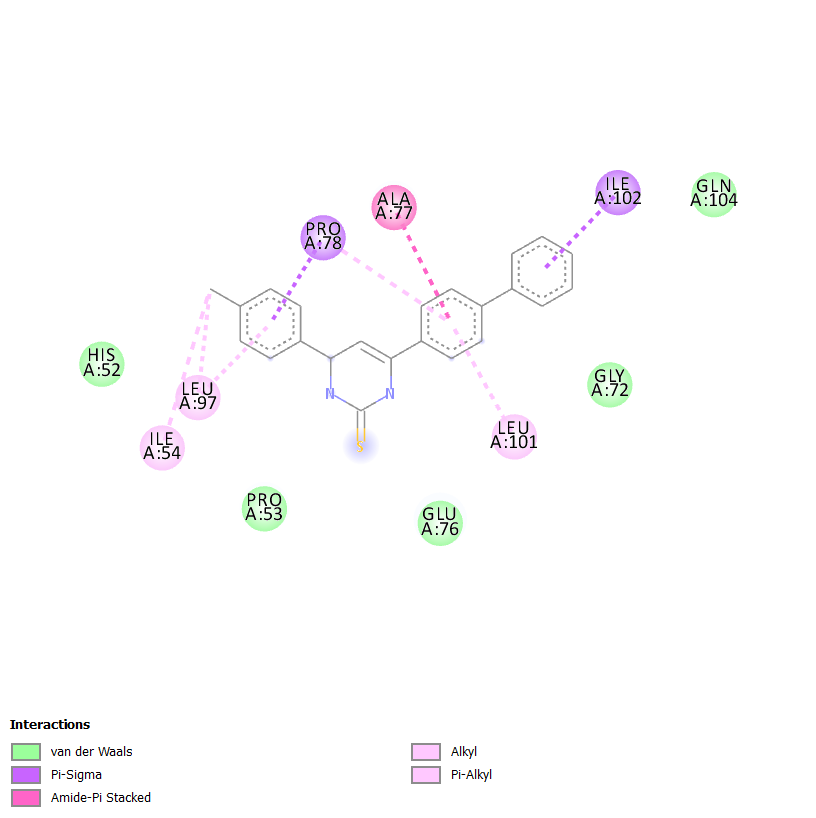 ILE
A:102
GLN
A:104
ALA
A:77
PRO
A:78
HIS
A:52
LEU
A:97
GLY
A:72
ILE
A:54
N
N
LEU
A:101
S
PRO
A:53
GLU
A:76
Interactions
van der Waals
Pi-Sigma
Amide-Pi Stacked
Alkyl
Pi-Alkyl